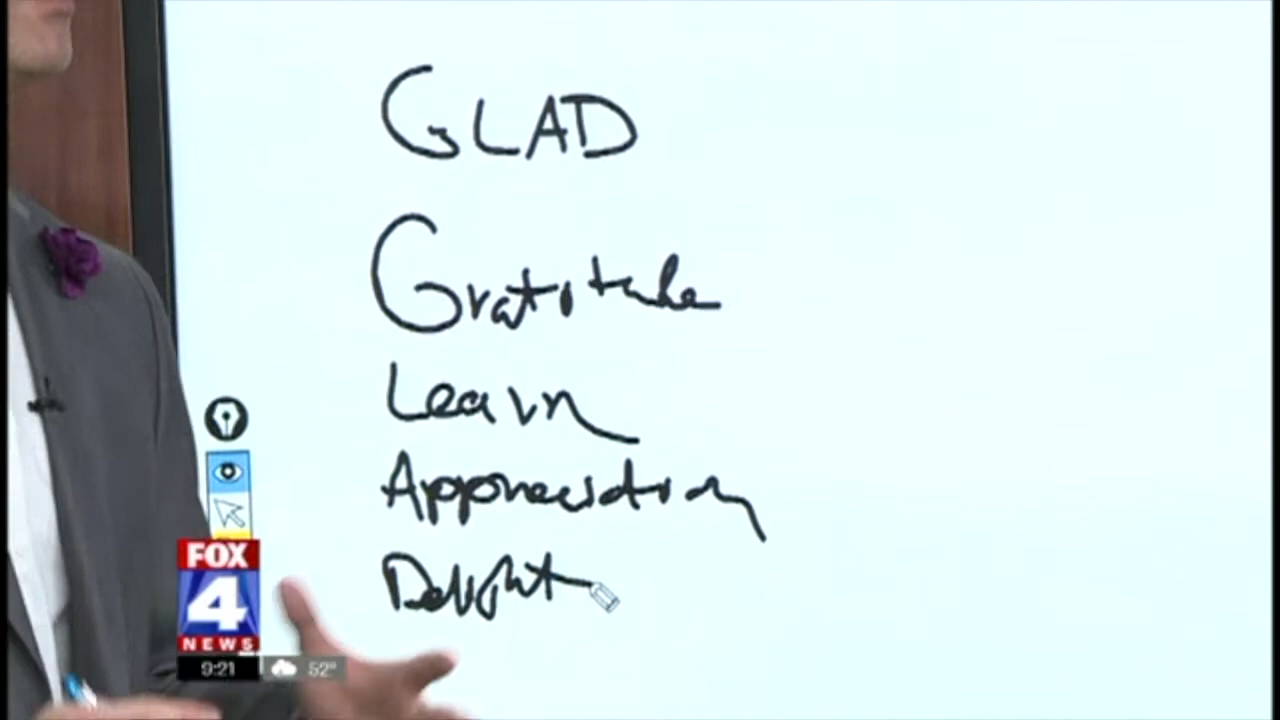 GLAD
Gratitude
Learn
Appreciation
Delight
FOX
4
NEWS
9:21 52°